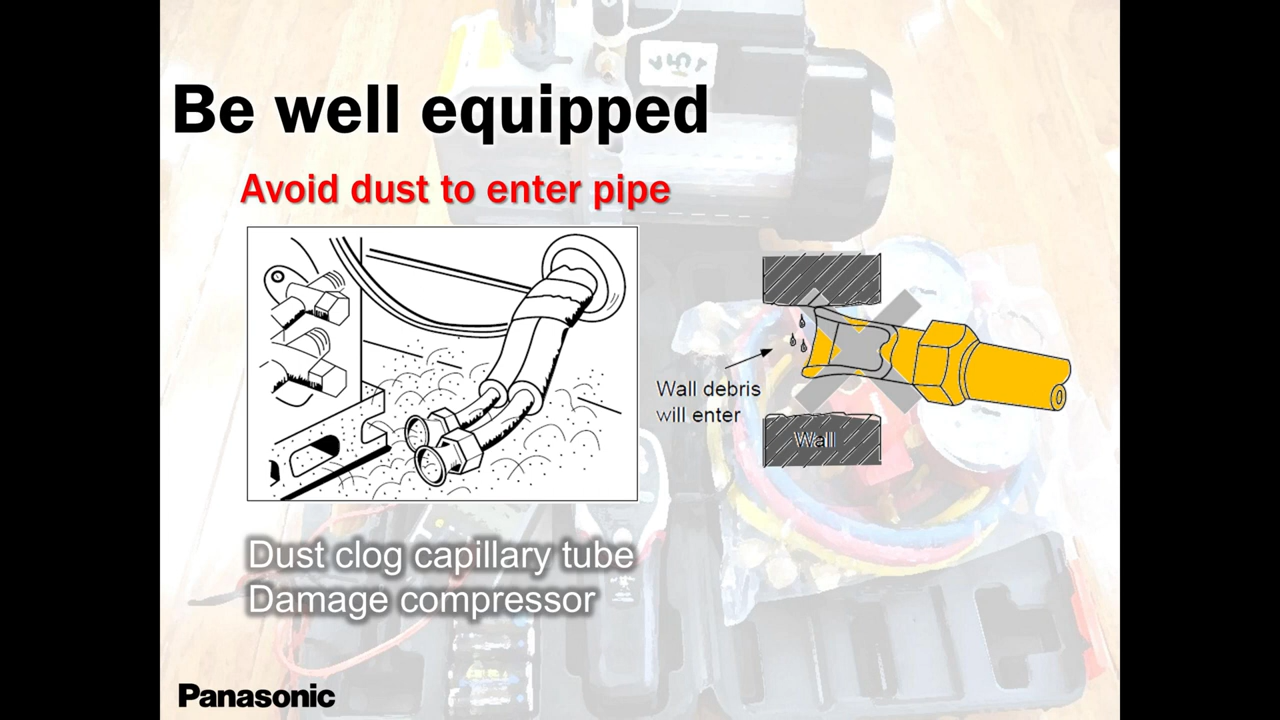 Be well equipped
Avoid dust to enter pipe
Wall debris
will enter
Wall
Dust clog capillary tube
Damage compressor
Panasonic